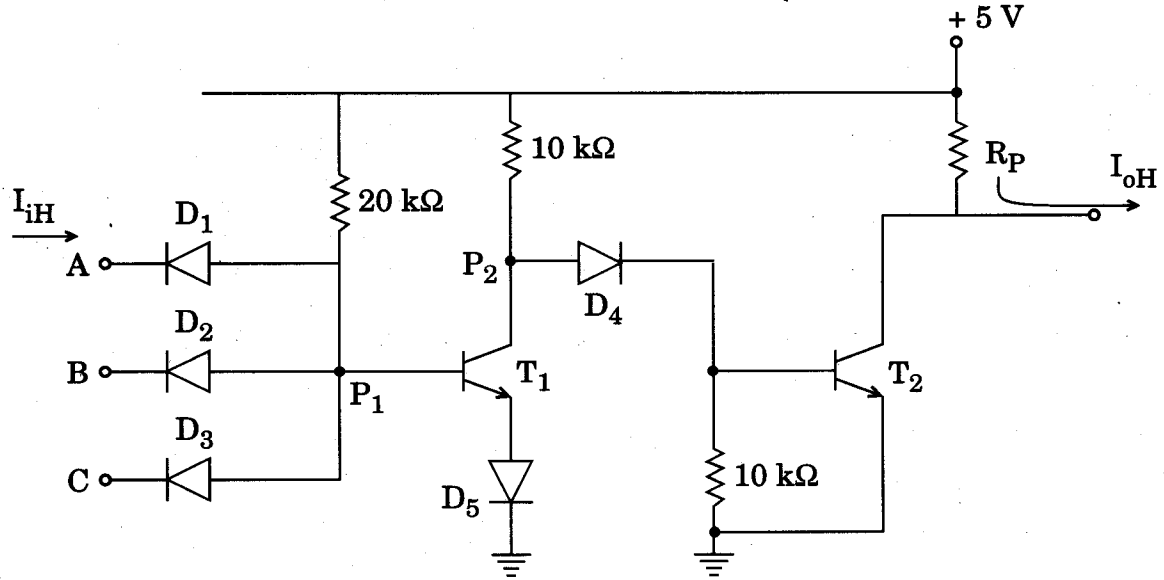 + 5 V
10 kΩ
R_P
I_oH
I_iH
D_1
20 kΩ
A
P_2
D_4
D_2
B
P_1
T_1
T_2
D_3
C
D_5
10 kΩ